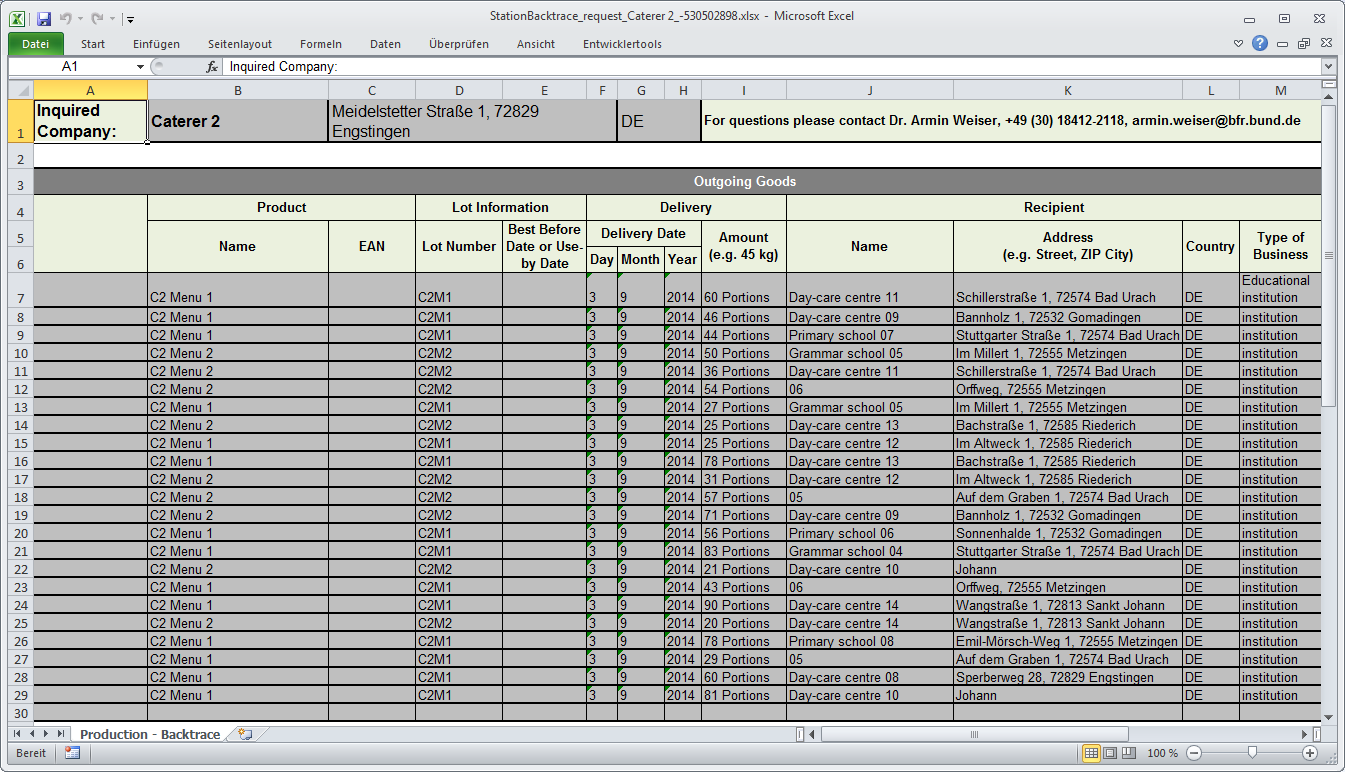 StationBacktrace_request_Caterer 2_-530502898.xlsx - Microsoft Excel
Datei Start Einfügen Seitenlayout Formeln Daten Überprüfen Ansicht Entwicklertools
A1 fx Inquired Company:
A B C D E F G H I J K L M
1 Inquired Company: Caterer 2 Meidelstetter Straße 1, 72829 Engstingen DE For questions please contact Dr. Armin Weiser, +49 (30) 18412-2118, armin.weiser@bfr.bund.de
2
3 Outgoing Goods
4 Product Lot Information Delivery Recipient
5 Name EAN Lot Number Best Before Date or Use-by Date Delivery Date Amount (e.g. 45 kg) Name Address (e.g. Street, ZIP City) Country Type of Business
6 Day Month Year
7 C2 Menu 1 C2M1 3 9 2014 60 Portions Day-care centre 11 Schillerstraße 1, 72574 Bad Urach DE Educational institution
8 C2 Menu 1 C2M1 3 9 2014 46 Portions Day-care centre 09 Bannholz 1, 72532 Gomadingen DE institution
9 C2 Menu 1 C2M1 3 9 2014 44 Portions Primary school 07 Stuttgarter Straße 1, 72574 Bad Urach DE institution
10 C2 Menu 2 C2M2 3 9 2014 50 Portions Grammar school 05 Im Millert 1, 72555 Metzingen DE institution
11 C2 Menu 2 C2M2 3 9 2014 36 Portions Day-care centre 11 Schillerstraße 1, 72574 Bad Urach DE institution
12 C2 Menu 2 C2M2 3 9 2014 54 Portions 06 Orffweg, 72555 Metzingen DE institution
13 C2 Menu 1 C2M1 3 9 2014 27 Portions Grammar school 05 Im Millert 1, 72555 Metzingen DE institution
14 C2 Menu 2 C2M2 3 9 2014 25 Portions Day-care centre 13 Bachstraße 1, 72585 Riederich DE institution
15 C2 Menu 1 C2M1 3 9 2014 25 Portions Day-care centre 12 Im Altweck 1, 72585 Riederich DE institution
16 C2 Menu 1 C2M1 3 9 2014 78 Portions Day-care centre 13 Bachstraße 1, 72585 Riederich DE institution
17 C2 Menu 2 C2M2 3 9 2014 31 Portions Day-care centre 12 Im Altweck 1, 72585 Riederich DE institution
18 C2 Menu 2 C2M2 3 9 2014 57 Portions 05 Auf dem Graben 1, 72574 Bad Urach DE institution
19 C2 Menu 2 C2M2 3 9 2014 71 Portions Day-care centre 09 Bannholz 1, 72532 Gomadingen DE institution
20 C2 Menu 1 C2M1 3 9 2014 56 Portions Primary school 06 Sonnenhalde 1, 72532 Gomadingen DE institution
21 C2 Menu 1 C2M1 3 9 2014 83 Portions Grammar school 04 Stuttgarter Straße 1, 72574 Bad Urach DE institution
22 C2 Menu 2 C2M2 3 9 2014 21 Portions Day-care centre 10 Johann DE institution
23 C2 Menu 1 C2M1 3 9 2014 43 Portions 06 Orffweg, 72555 Metzingen DE institution
24 C2 Menu 1 C2M1 3 9 2014 90 Portions Day-care centre 14 Wangstraße 1, 72813 Sankt Johann DE institution
25 C2 Menu 2 C2M2 3 9 2014 20 Portions Day-care centre 14 Wangstraße 1, 72813 Sankt Johann DE institution
26 C2 Menu 1 C2M1 3 9 2014 78 Portions Primary school 08 Emil-Mörsch-Weg 1, 72555 Metzingen DE institution
27 C2 Menu 1 C2M1 3 9 2014 29 Portions 05 Auf dem Graben 1, 72574 Bad Urach DE institution
28 C2 Menu 1 C2M1 3 9 2014 60 Portions Day-care centre 08 Sperberweg 28, 72829 Engstingen DE institution
29 C2 Menu 1 C2M1 3 9 2014 81 Portions Day-care centre 10 Johann DE institution
30
Production - Backtrace
Bereit 100 %